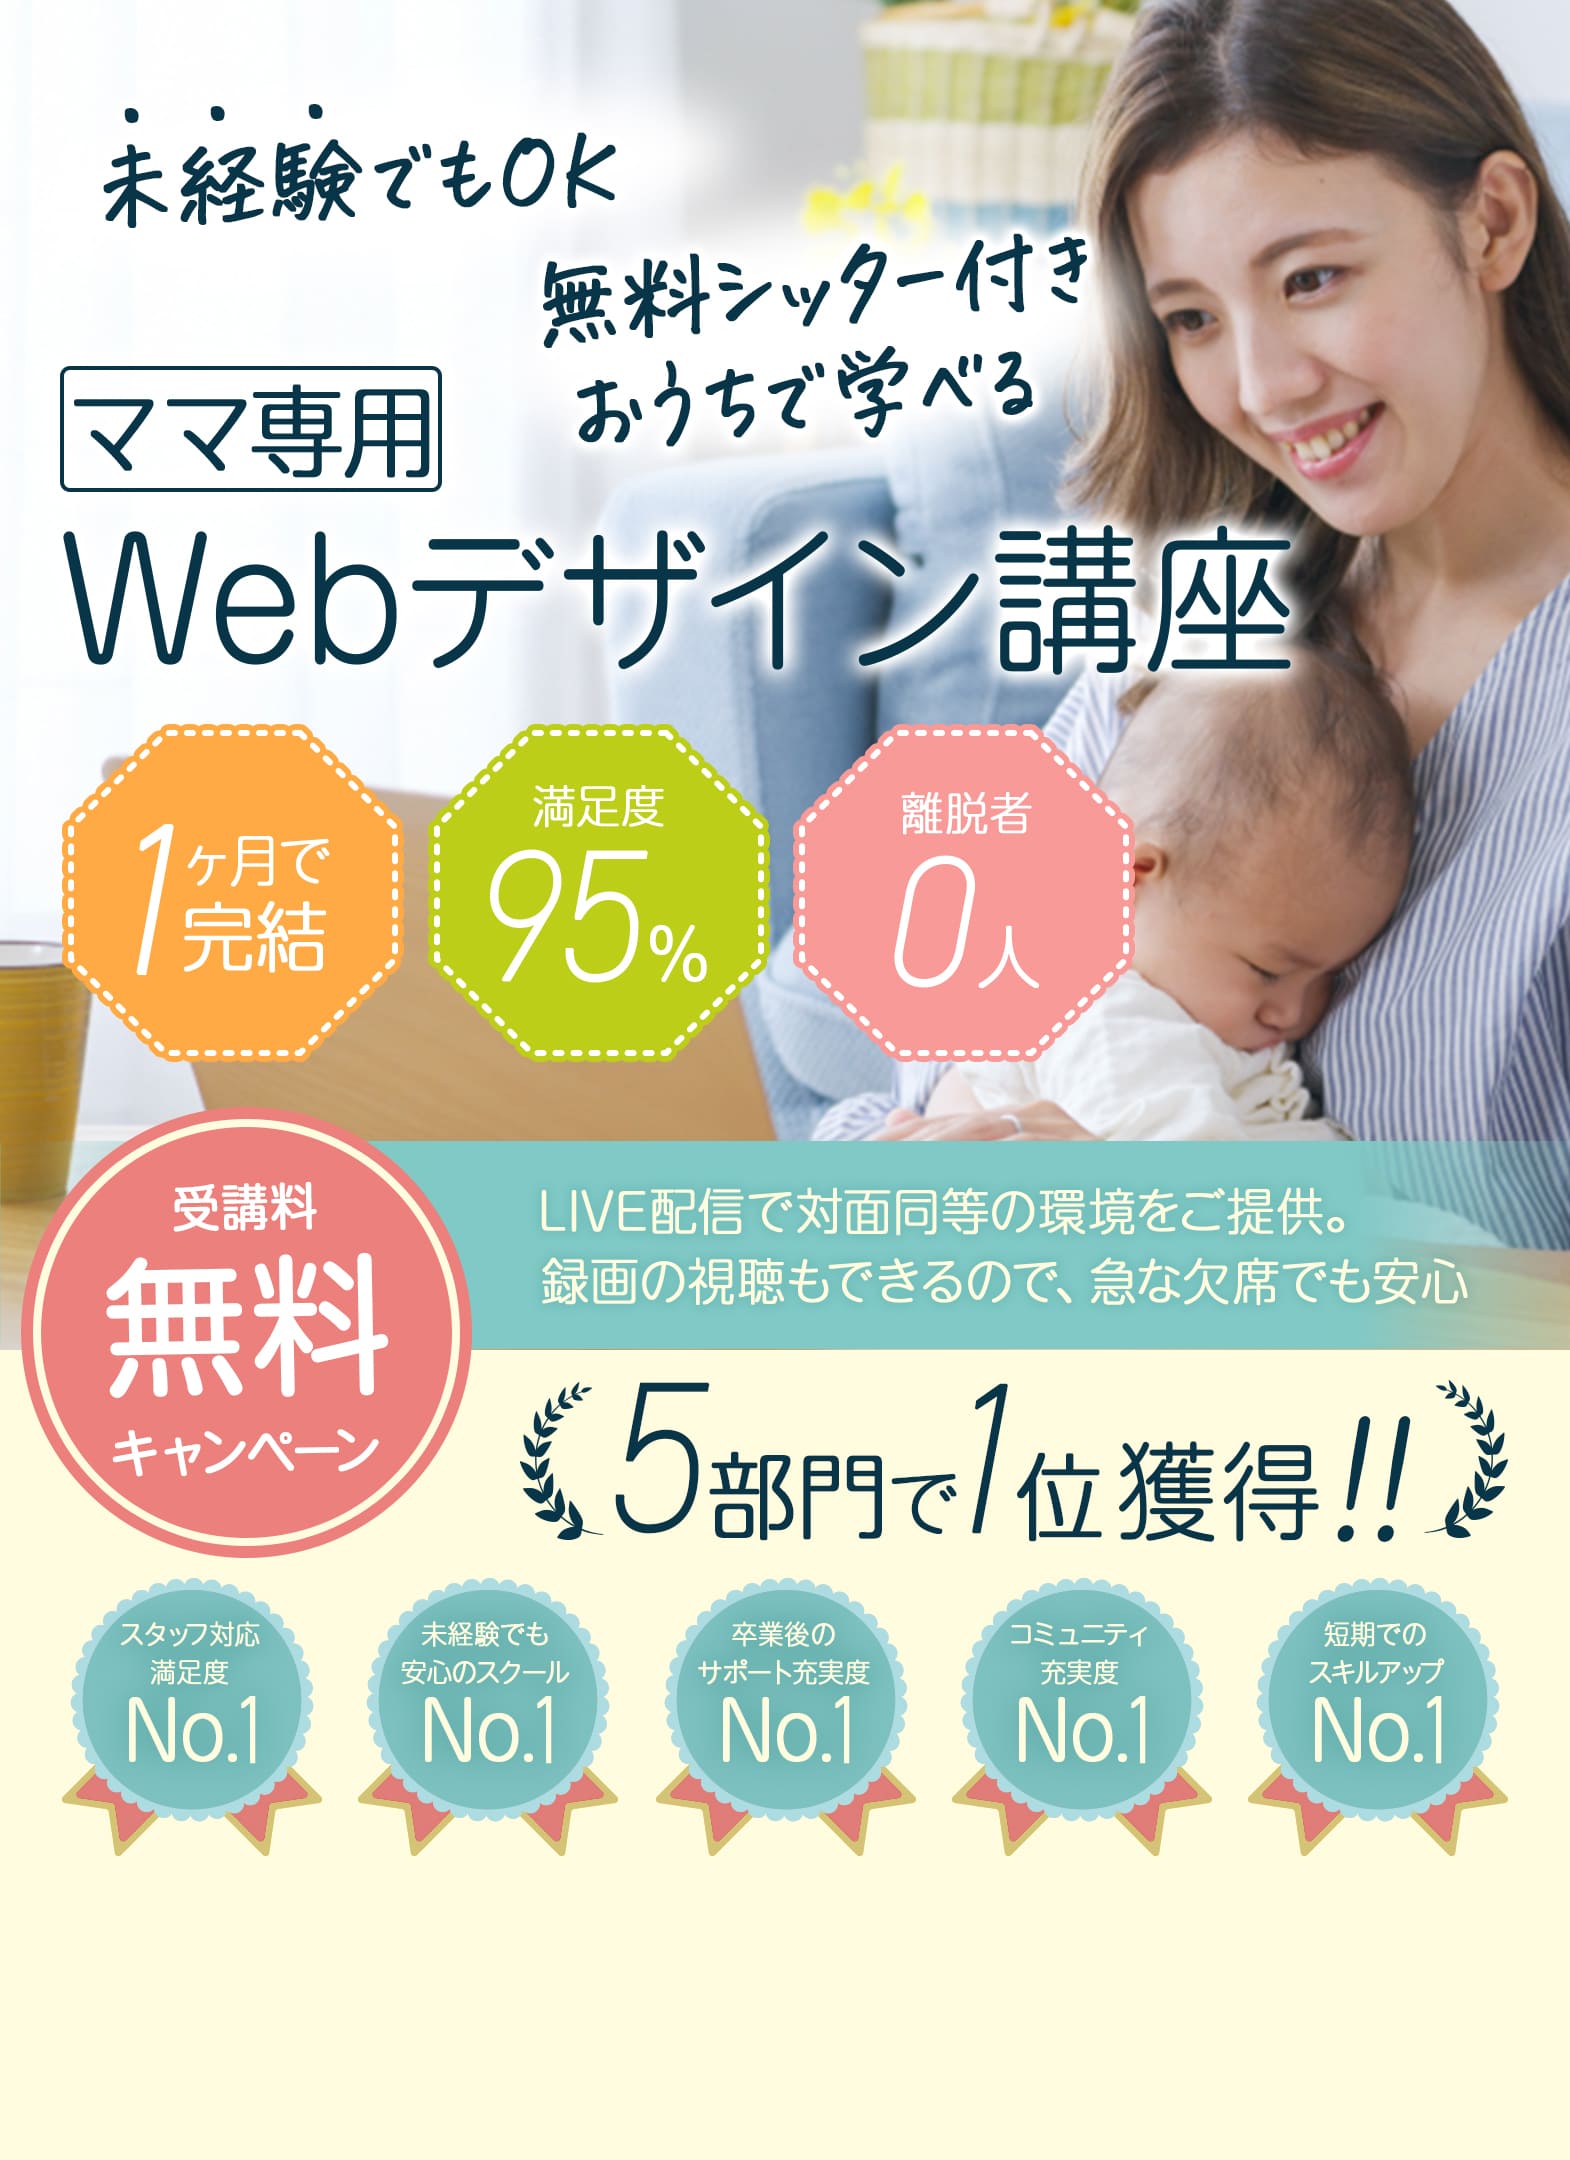 未経験でもOK
無料シッター付き
おうちで学べる
ママ専用
Webデザイン講座
1ヶ月で
完結
満足度
95%
離脱者
0人
受講料
無料
キャンペーン
LIVE配信で対面同等の環境をご提供。
録画の視聴もできるので、急な欠席でも安心
5部門で1位獲得!!
スタッフ対応
満足度
No.1
未経験でも
安心のスクール
No.1
卒業後の
サポート充実度
No.1
コミュニティ
充実度
No.1
短期での
スキルアップ
No.1